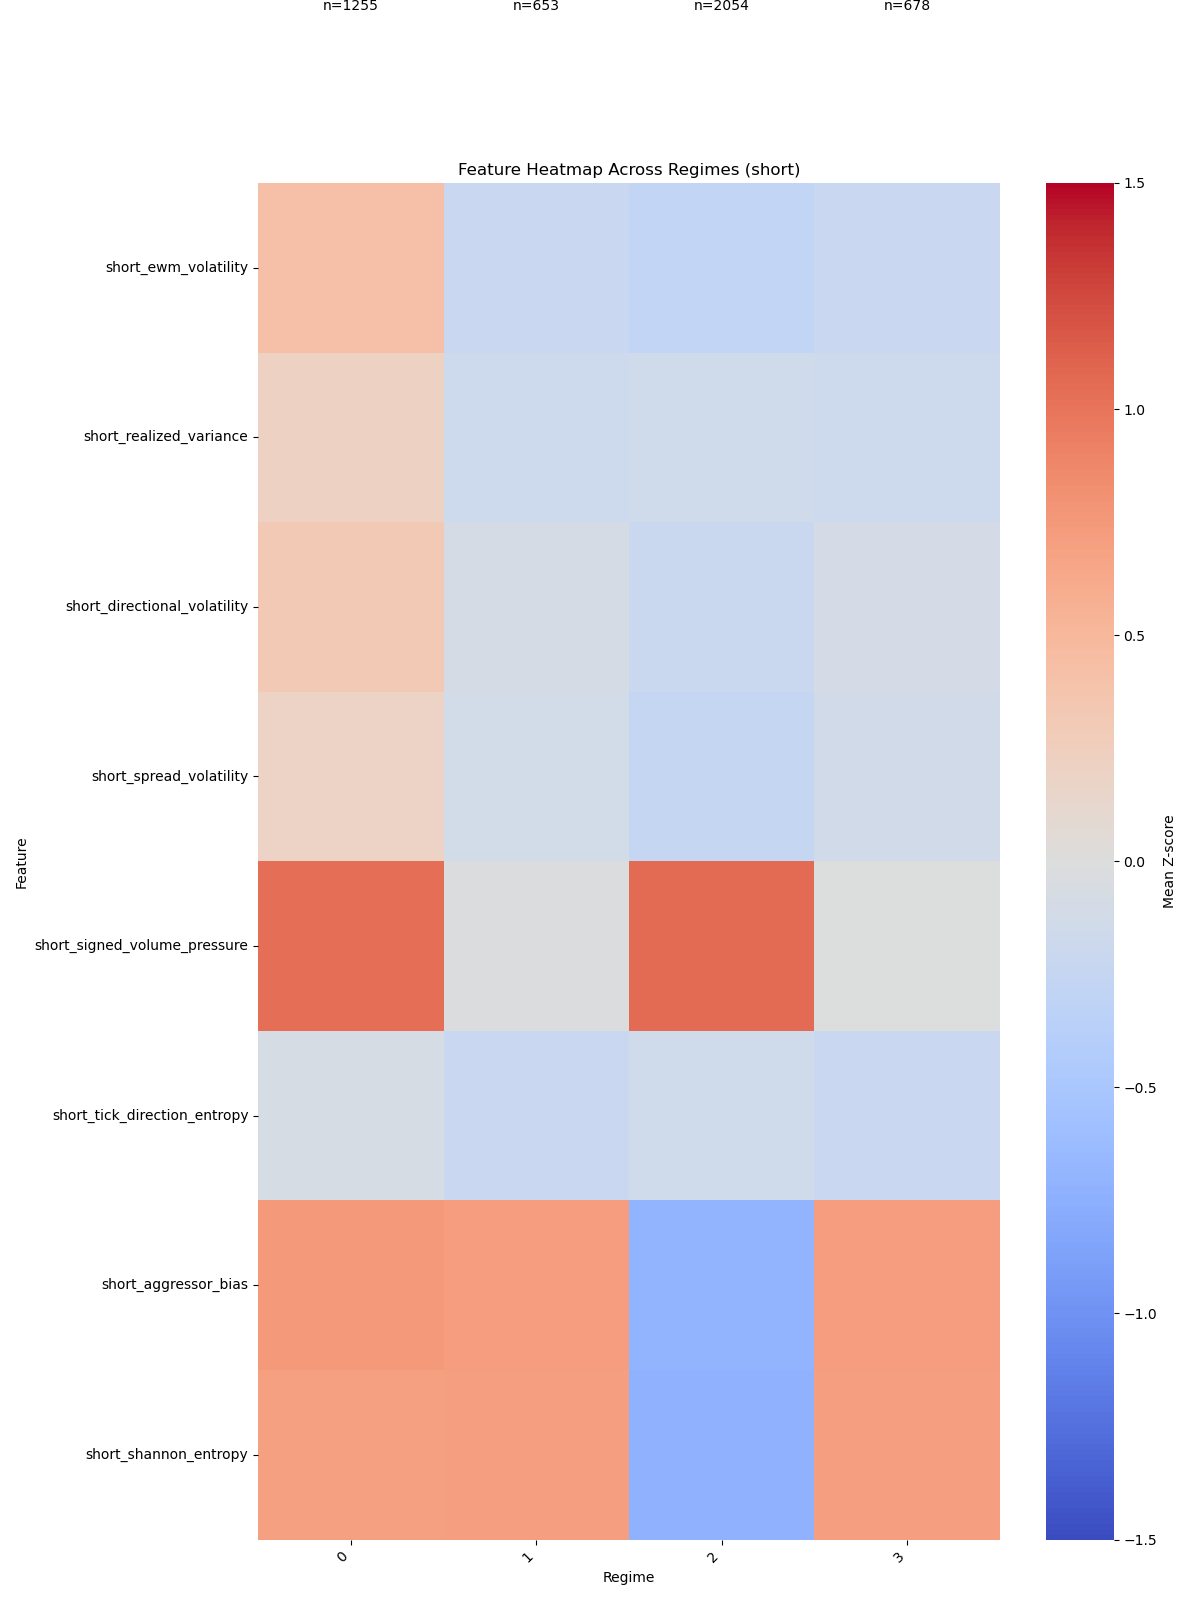 n=1255 n=653 n=2054 n=678
Feature Heatmap Across Regimes (short)
short_ewm_volatility
short_realized_variance
short_directional_volatility
short_spread_volatility
short_signed_volume_pressure
short_tick_direction_entropy
short_aggressor_bias
short_shannon_entropy
Feature
0 1 2 3
Regime
1.5
1.0
0.5
0.0
−0.5
−1.0
−1.5
Mean Z-score